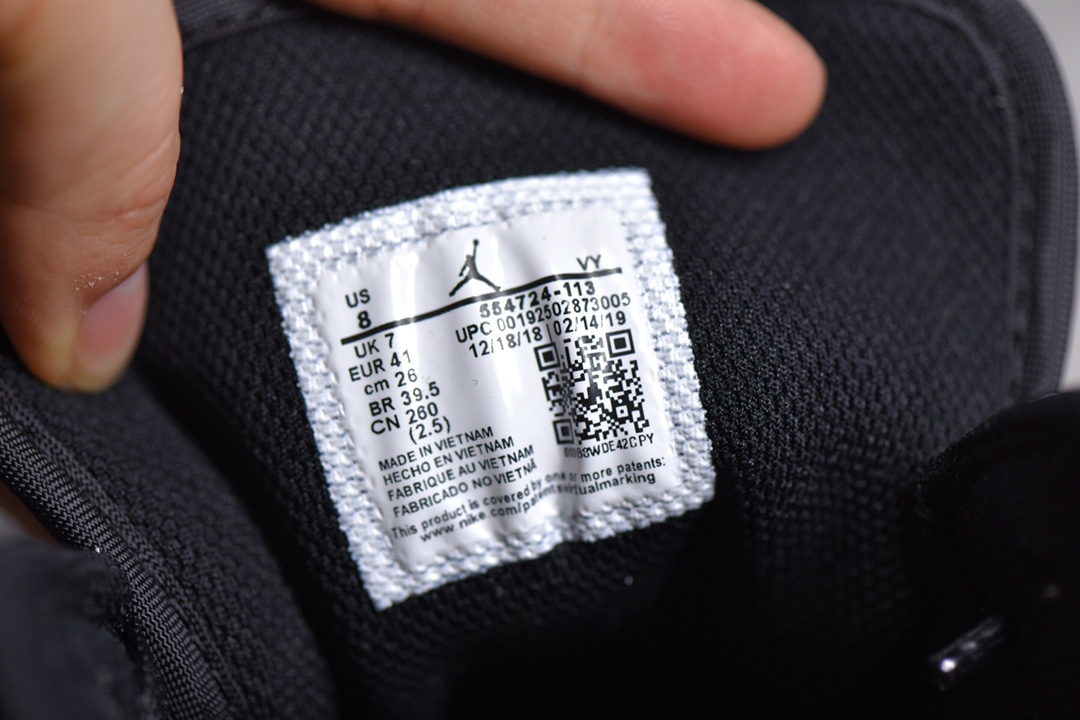 US
8
VY
UK 7
EUR 41
cm 26
BR 39.5
CN 260
(2.5)
554724-113
UPC 00192502873005
12/18/18 | 02/14/19
MADE IN VIETNAM
HECHO EN VIETNAM
FABRIQUE AU VIETNAM
FABRICADO NO VIETNÃ
This product is covered by one or more patents:
www.nike.com/patents virtualmarking